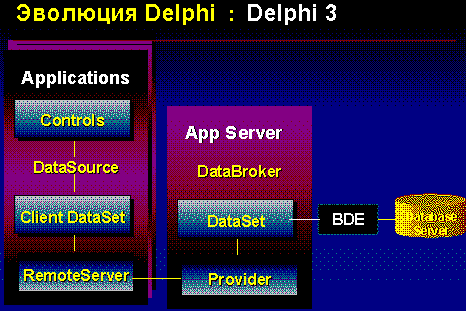 Эволюция Delphi : Delphi 3
Applications
Controls
DataSource
Client DataSet
RemoteServer
App Server
DataBroker
DataSet
Provider
BDE
Database
Server